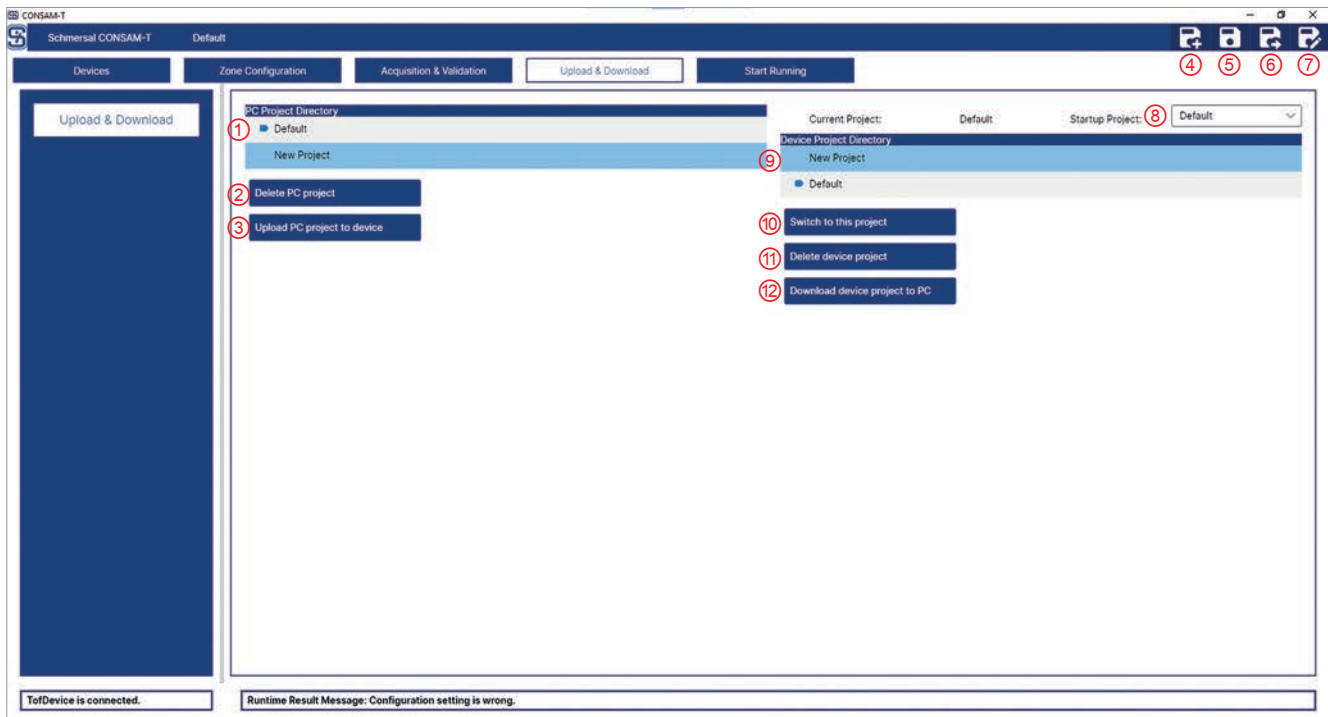 CONSAM-T
Schmersal CONSAM-T Default
④ ⑤ ⑥ ⑦
Devices Zone Configuration Acquisition & Validation Upload & Download Start Running
Upload & Download
PC Project Directory
① Default
New Project
② Delete PC project
③ Upload PC project to device
Current Project: Default Startup Project: ⑧ Default
Device Project Directory
⑨ New Project
Default
⑩ Switch to this project
⑪ Delete device project
⑫ Download device project to PC
TofDevice is connected.
Runtime Result Message: Configuration setting is wrong.